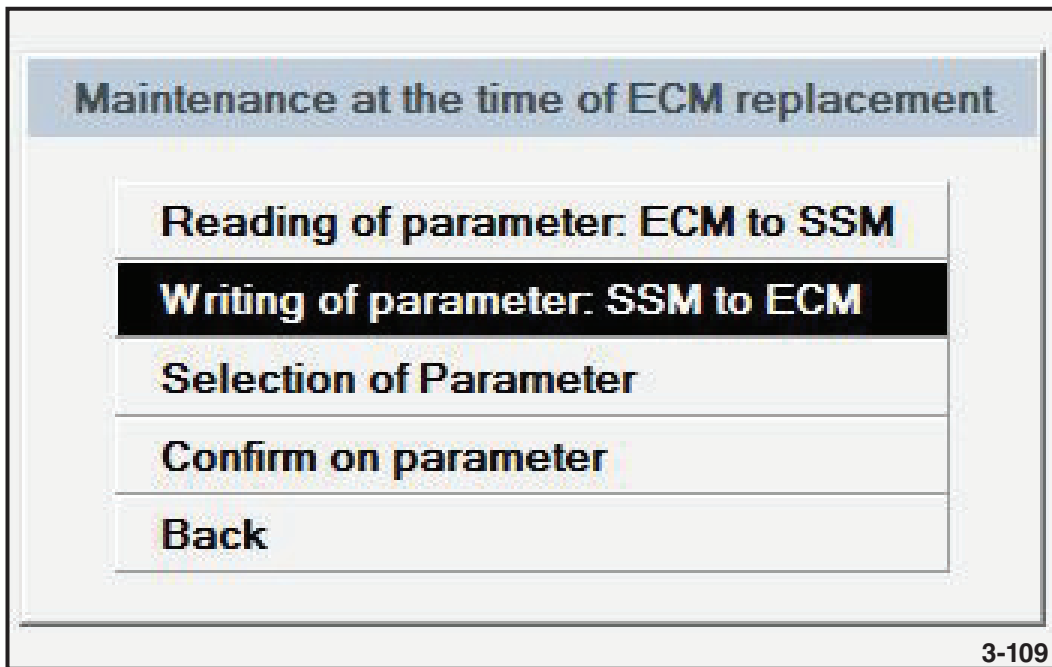 Maintenance at the time of ECM replacement
Reading of parameter: ECM to SSM
Writing of parameter: SSM to ECM
Selection of Parameter
Confirm on parameter
Back
3-109